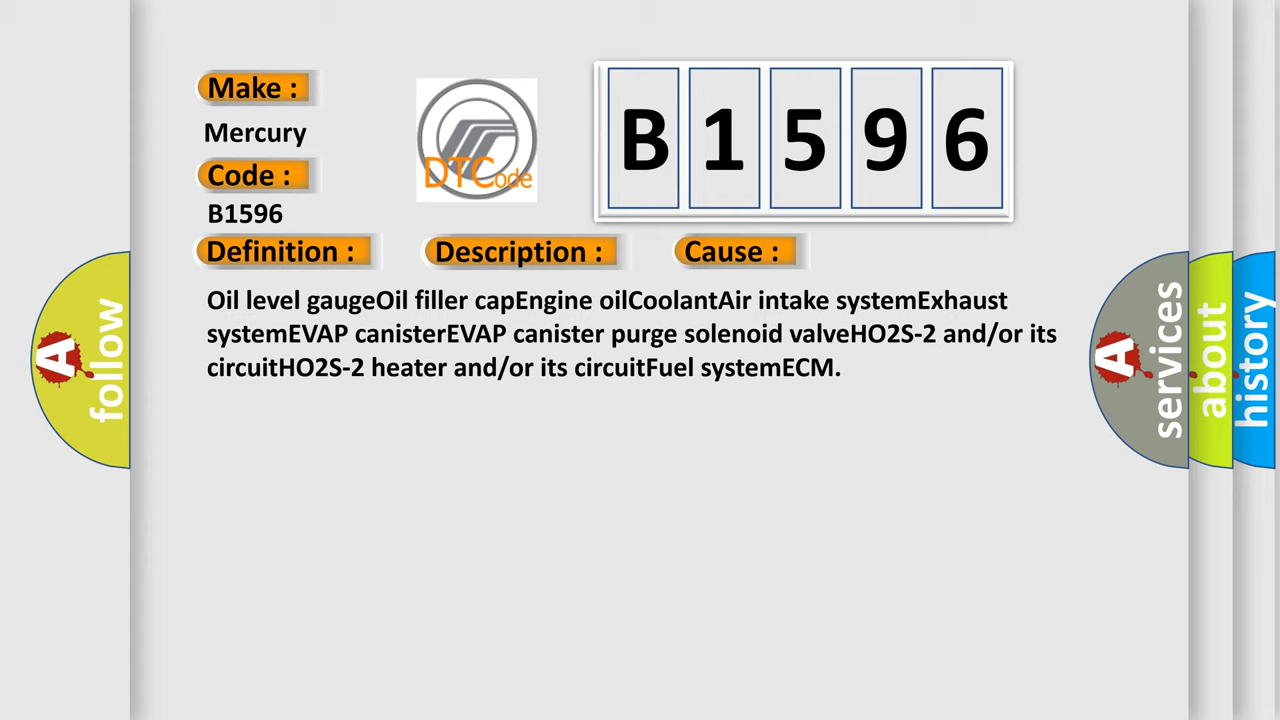 Make :
Mercury
Code :
B1596
DTCode
B 1 5 9 6
Definition :
Description :
Cause :
Oil level gaugeOil filler capEngine oilCoolantAir intake systemExhaust
systemEVAP canisterEVAP canister purge solenoid valveHO2S-2 and/or its
circuitHO2S-2 heater and/or its circuitFuel systemECM.
A
follow
A
services
about
history